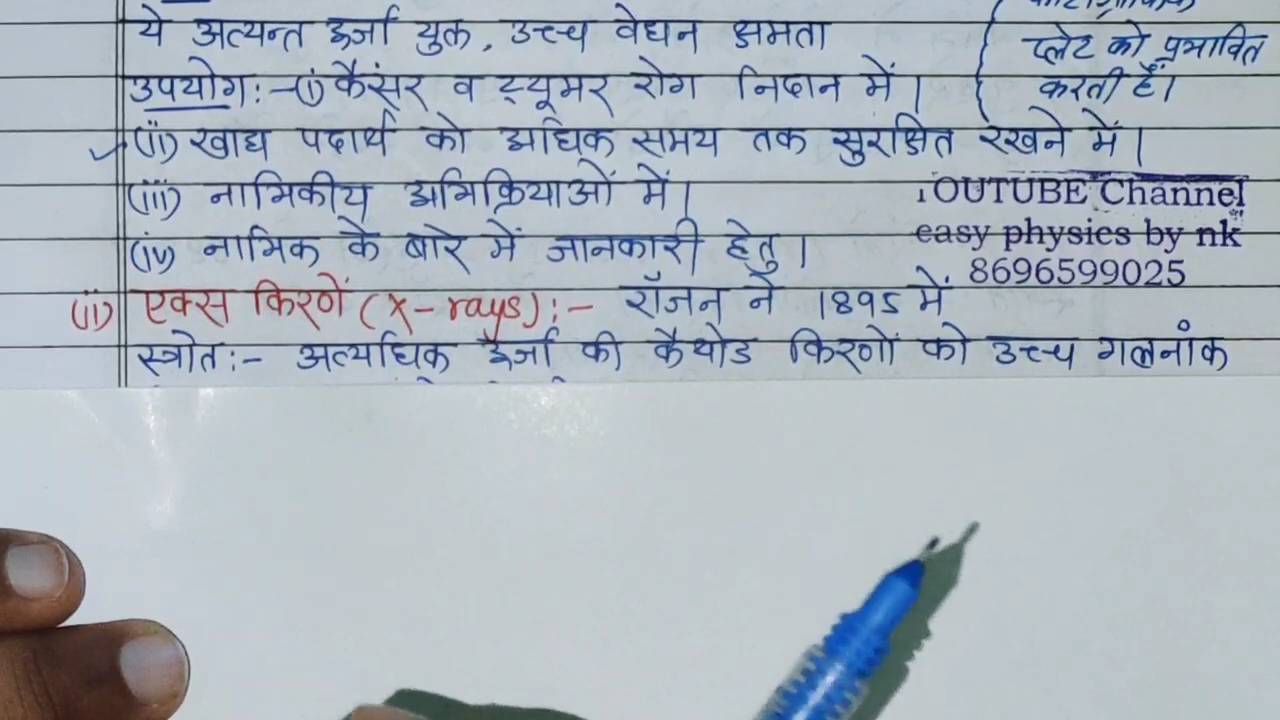 ये अत्यन्त ऊर्जा युक्त, उच्च वेधन क्षमता
प्लेट को प्रभावित
करती हैं।
उपयोग:-(i) कैंसर व ट्यूमर रोग निदान में।
(ii) खाद्य पदार्थ को अधिक समय तक सुरक्षित रखने में।
(iii) नाभिकीय अभिक्रियाओं में।
(iv) नाभिक के बारे में जानकारी हेतु।
YOUTUBE Channel
easy physics by nk
8696599025
(ii) एक्स किरणें (x-rays):- रॉंजन ने 1895 में
स्त्रोत:- अत्यधिक ऊर्जा की कैथोड किरणों को उच्च गलनांक